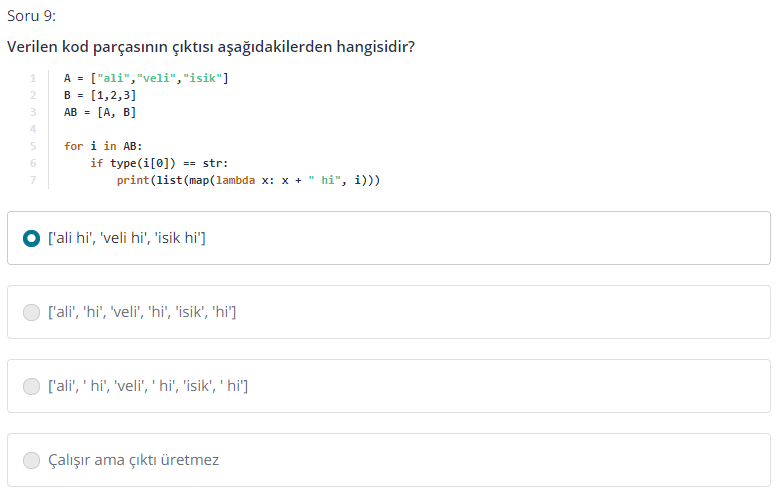 Soru 9:
Verilen kod parçasının çıktısı aşağıdakilerden hangisidir?
1 A = ["ali","veli","isik"]
2 B = [1,2,3]
3 AB = [A, B]
4
5 for i in AB:
6     if type(i[0]) == str:
7         print(list(map(lambda x: x + " hi", i)))
['ali hi', 'veli hi', 'isik hi']
['ali', 'hi', 'veli', 'hi', 'isik', 'hi']
['ali', ' hi', 'veli', ' hi', 'isik', ' hi']
Çalışır ama çıktı üretmez